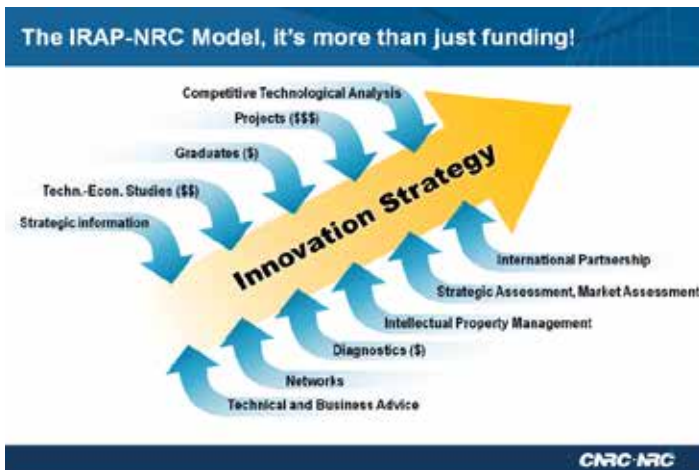 The IRAP-NRC Model, it's more than just funding!
Competitive Technological Analysis
Projects ($$$)
Graduates ($)
Techn.-Econ. Studies ($$)
Strategic information
Innovation Strategy
International Partnership
Strategic Assessment, Market Assessment
Intellectual Property Management
Diagnostics ($)
Networks
Technical and Business Advice
CNRC-NRC